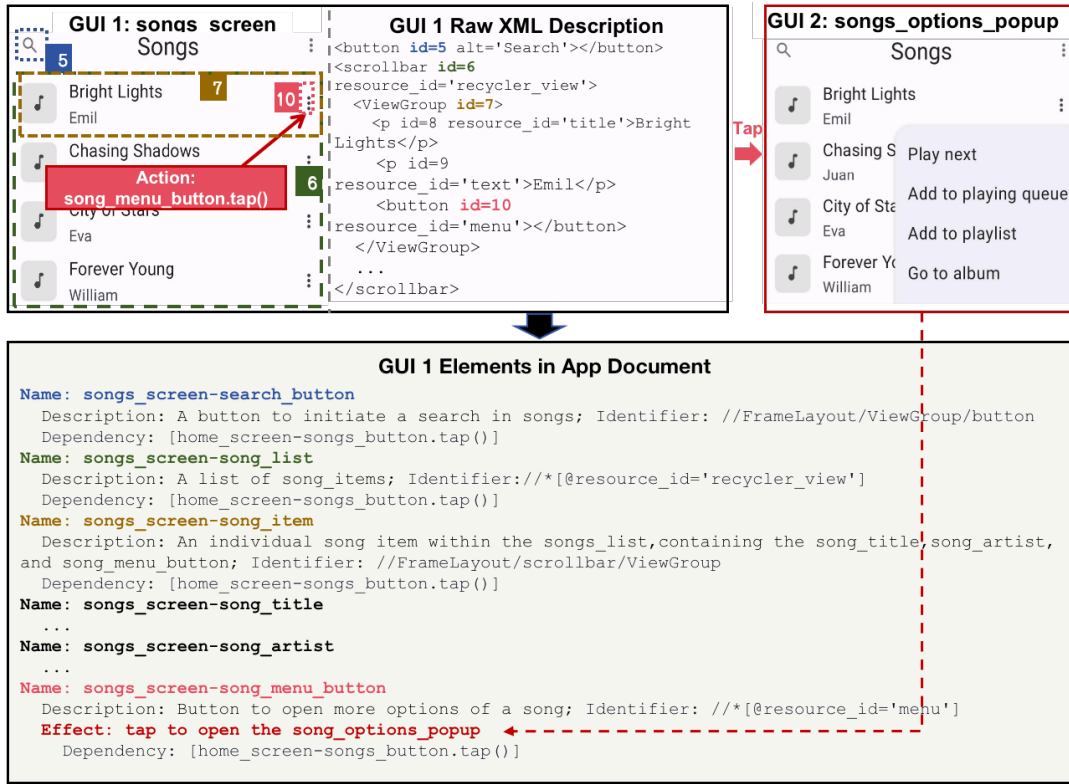 GUI 1: songs_screen
Songs
5
7
Bright Lights
Emil
10
Chasing Shadows
Action:
song_menu_button.tap()
6
City of Stars
Eva
Forever Young
William
GUI 1 Raw XML Description
<button id=5 alt='Search'></button>
<scrollbar id=6
resource_id='recycler_view'>
<ViewGroup id=7>
<p id=8 resource_id='title'>Bright
Lights</p>
<p id=9
resource_id='text'>Emil</p>
<button id=10
resource_id='menu'></button>
</ViewGroup>
...
</scrollbar>
Tap
GUI 2: songs_options_popup
Songs
Bright Lights
Emil
Chasing S
Juan
City of Sta
Eva
Forever Yo
William
Play next
Add to playing queue
Add to playlist
Go to album
GUI 1 Elements in App Document
Name: songs_screen-search_button
Description: A button to initiate a search in songs; Identifier: //FrameLayout/ViewGroup/button
Dependency: [home_screen-songs_button.tap()]
Name: songs_screen-song_list
Description: A list of song_items; Identifier://*[@resource_id='recycler_view']
Dependency: [home_screen-songs_button.tap()]
Name: songs_screen-song_item
Description: An individual song item within the songs_list,containing the song_title,song_artist,
and song_menu_button; Identifier: //FrameLayout/scrollbar/ViewGroup
Dependency: [home_screen-songs_button.tap()]
Name: songs_screen-song_title
...
Name: songs_screen-song_artist
...
Name: songs_screen-song_menu_button
Description: Button to open more options of a song; Identifier: //*[@resource_id='menu']
Effect: tap to open the song_options_popup
Dependency: [home_screen-songs_button.tap()]